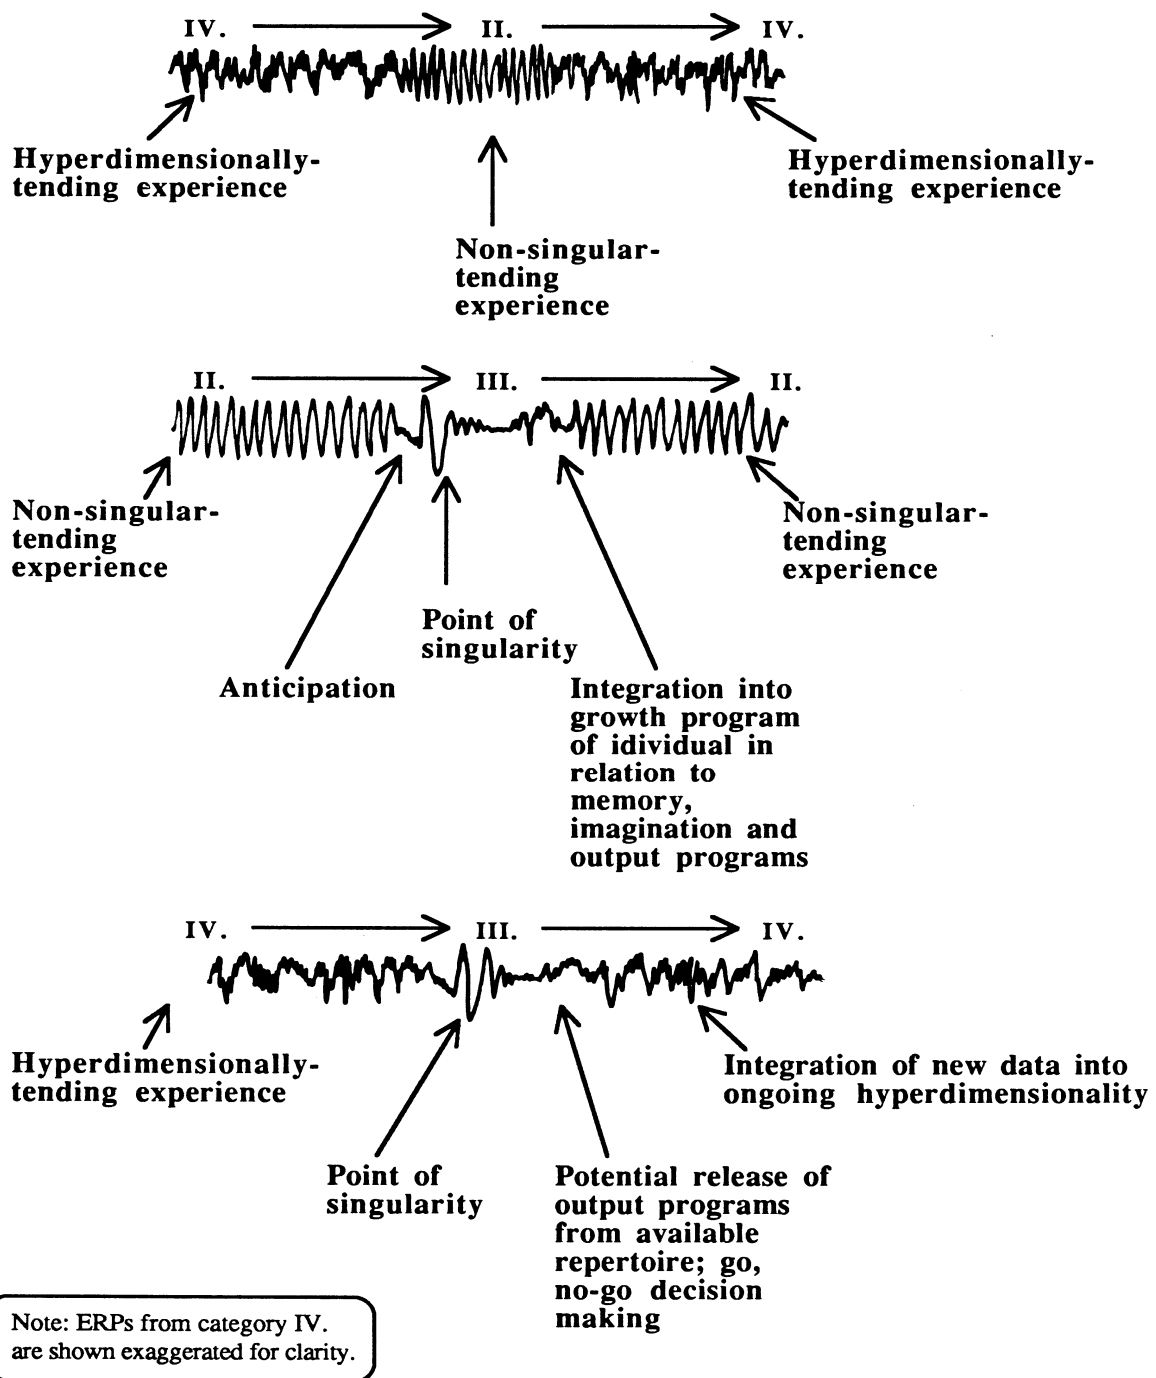 IV. II. IV.
Hyperdimensionally-
tending experience
Hyperdimensionally-
tending experience
Non-singular-
tending
experience
II. III. II.
Non-singular-
tending
experience
Non-singular-
tending
experience
Point of
singularity
Anticipation
Integration into
growth program
of idividual in
relation to
memory,
imagination and
output programs
IV. III. IV.
Hyperdimensionally-
tending experience
Integration of new data into
ongoing hyperdimensionality
Point of
singularity
Potential release of
output programs
from available
repertoire; go,
no-go decision
making
Note: ERPs from category IV.
are shown exaggerated for clarity.